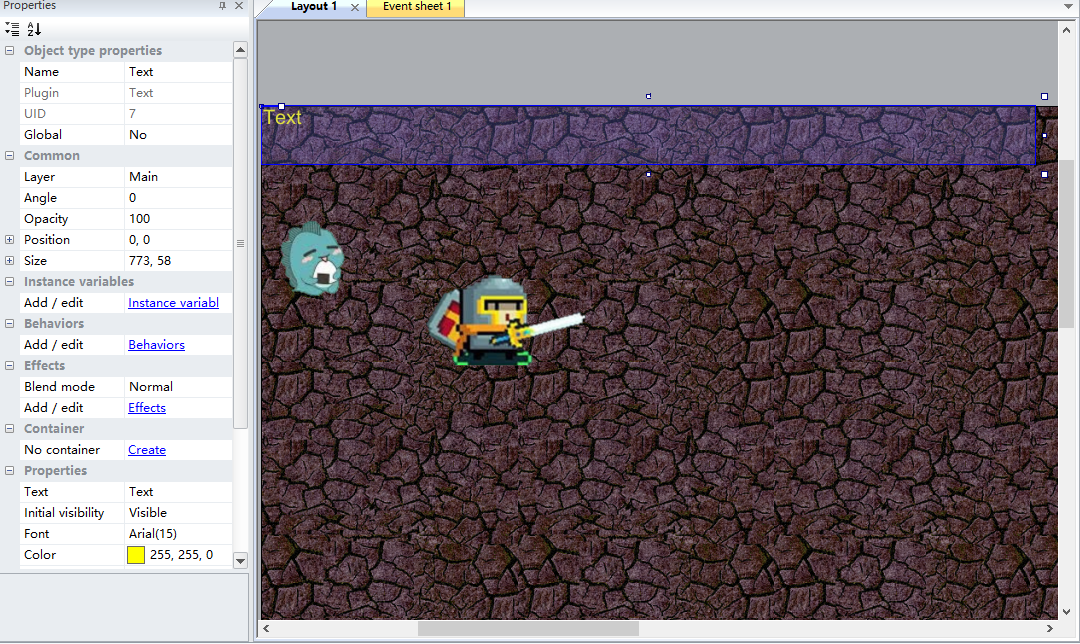 Properties
Layer 1
Event sheet 1
Object type properties
Name Text
Plugin Text
UID 7
Global No
Common
Layer Main
Angle 0
Opacity 100
Position 0, 0
Size 773, 58
Instance variables
Add / edit Instance variabl
Behaviors
Add / edit Behaviors
Effects
Blend mode Normal
Add / edit Effects
Container
No container Create
Properties
Text Text
Initial visibility Visible
Font Arial(15)
Color 255, 255, 0
Text